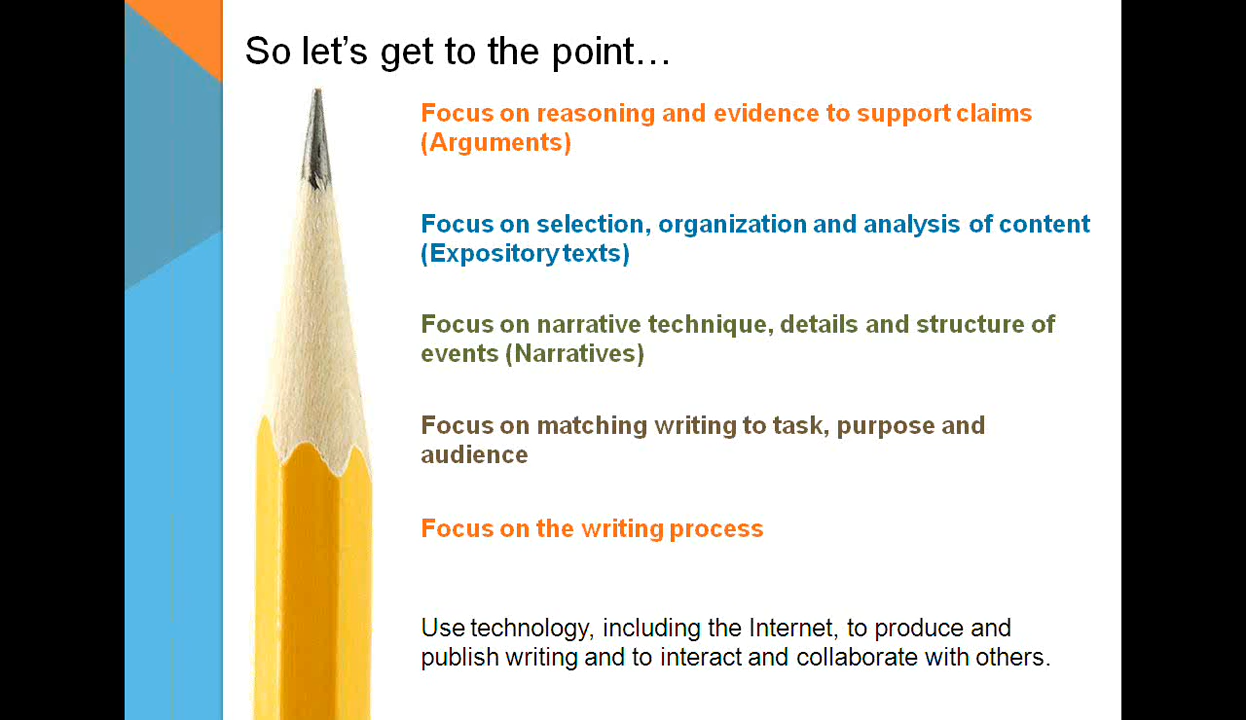 So let’s get to the point…
Focus on reasoning and evidence to support claims
(Arguments)
Focus on selection, organization and analysis of content
(Expository texts)
Focus on narrative technique, details and structure of
events (Narratives)
Focus on matching writing to task, purpose and
audience
Focus on the writing process
Use technology, including the Internet, to produce and
publish writing and to interact and collaborate with others.